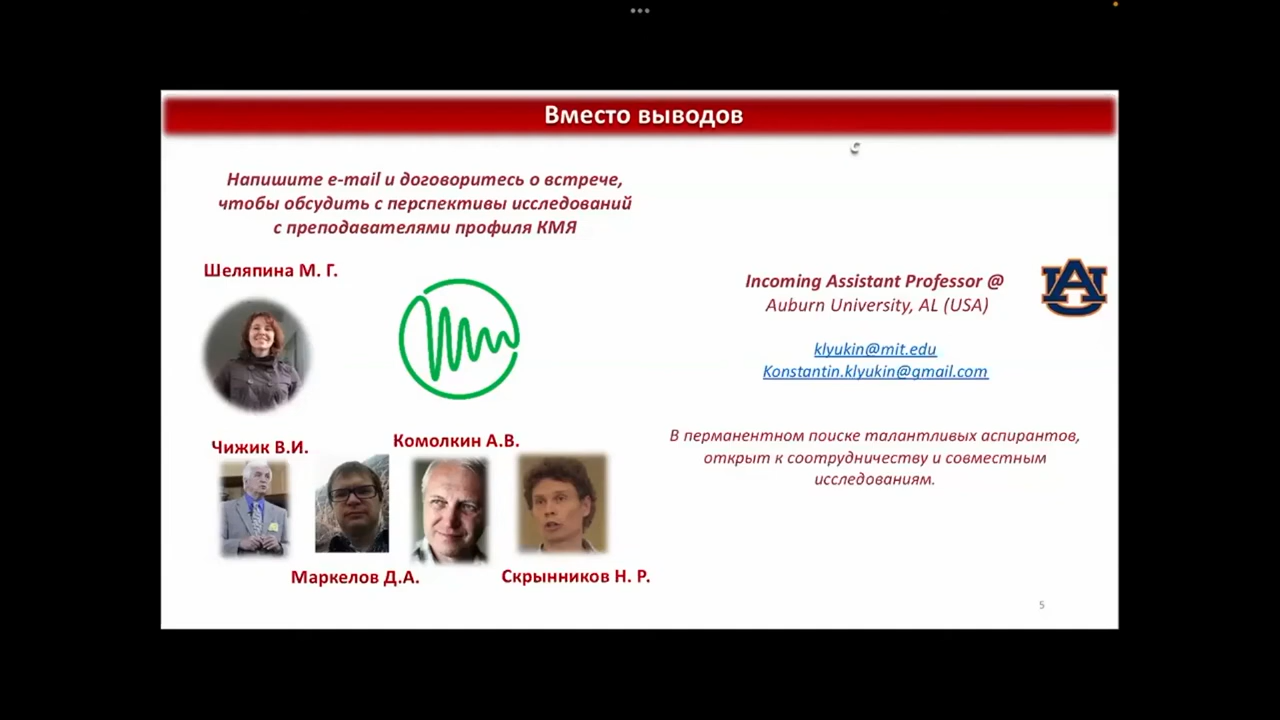 Вместо выводов
с
Напишите e-mail и договоритесь о встрече,
чтобы обсудить с перспективы исследований
с преподавателями профиля КМЯ
Шеляпина М. Г.
Чижик В.И.
Комолкин А.В.
Маркелов Д.А.
Скрынников Н. Р.
Incoming Assistant Professor @
Auburn University, AL (USA)
klyukin@mit.edu
Konstantin.klyukin@gmail.com
В перманентном поиске талантливых аспирантов,
открыт к соотрудничеству и совместным
исследованиям.
5